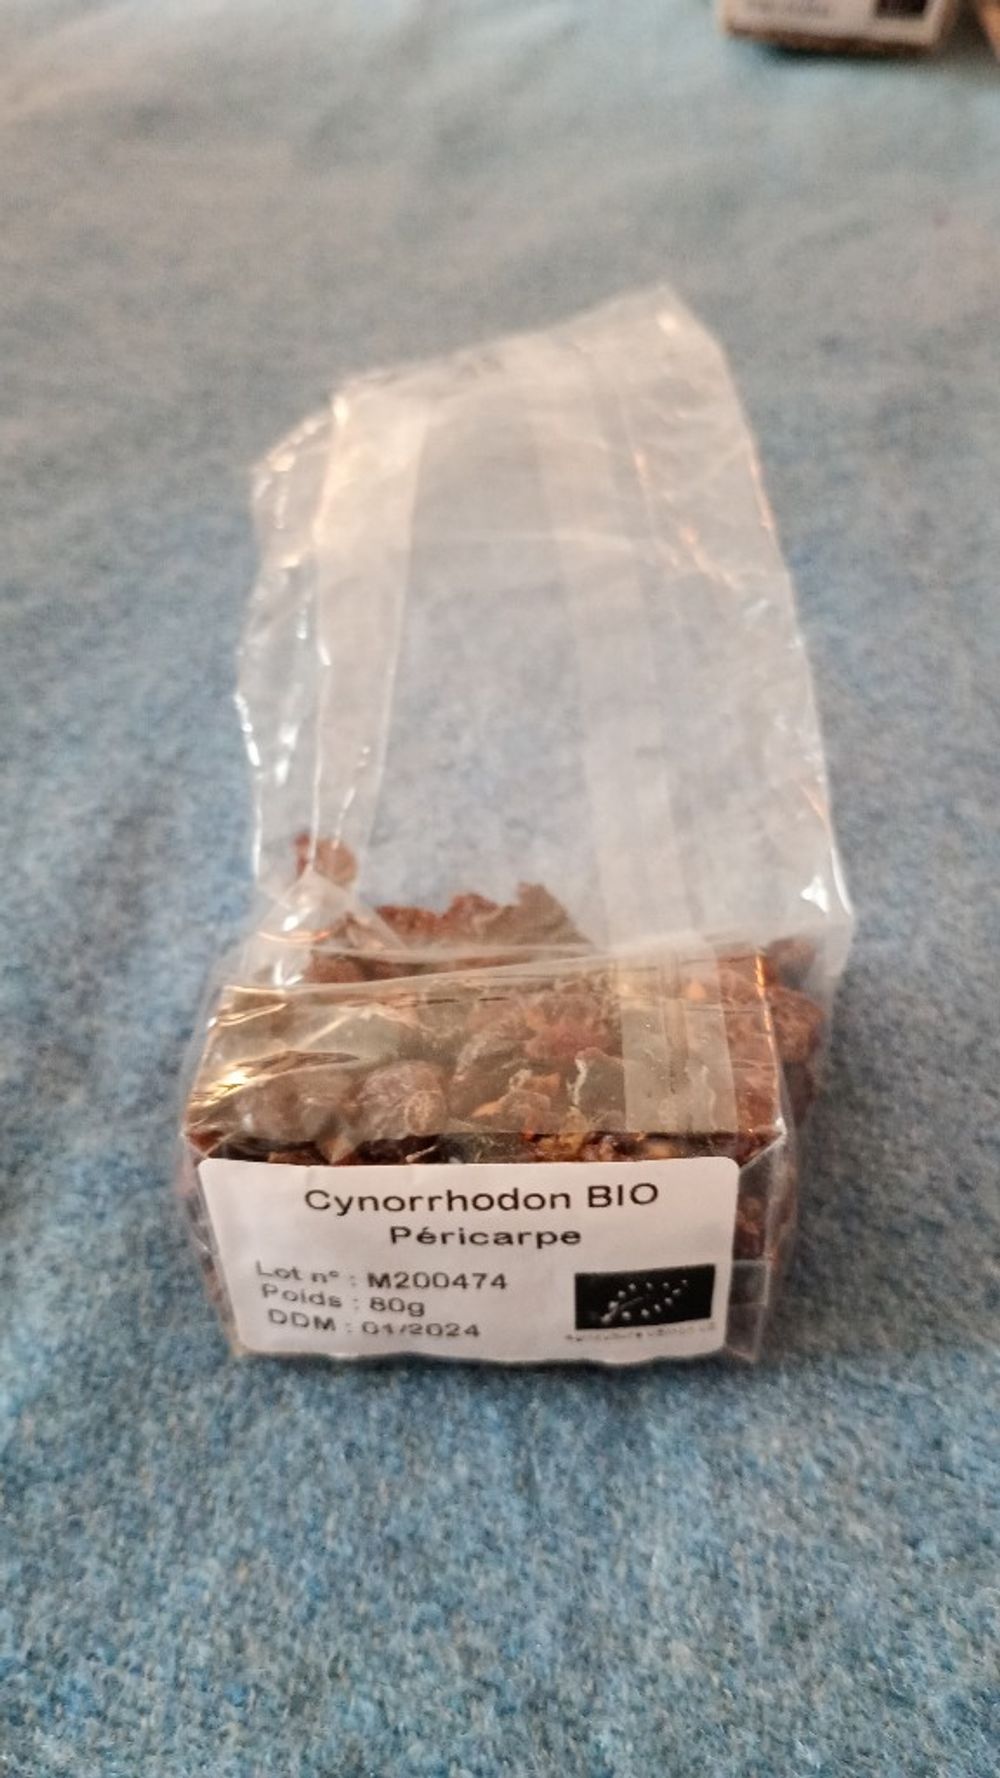 Cynorrhodon BIO
Péricarpe
Lot n° : M200474
Poids : 80g
DDM : 01/2024